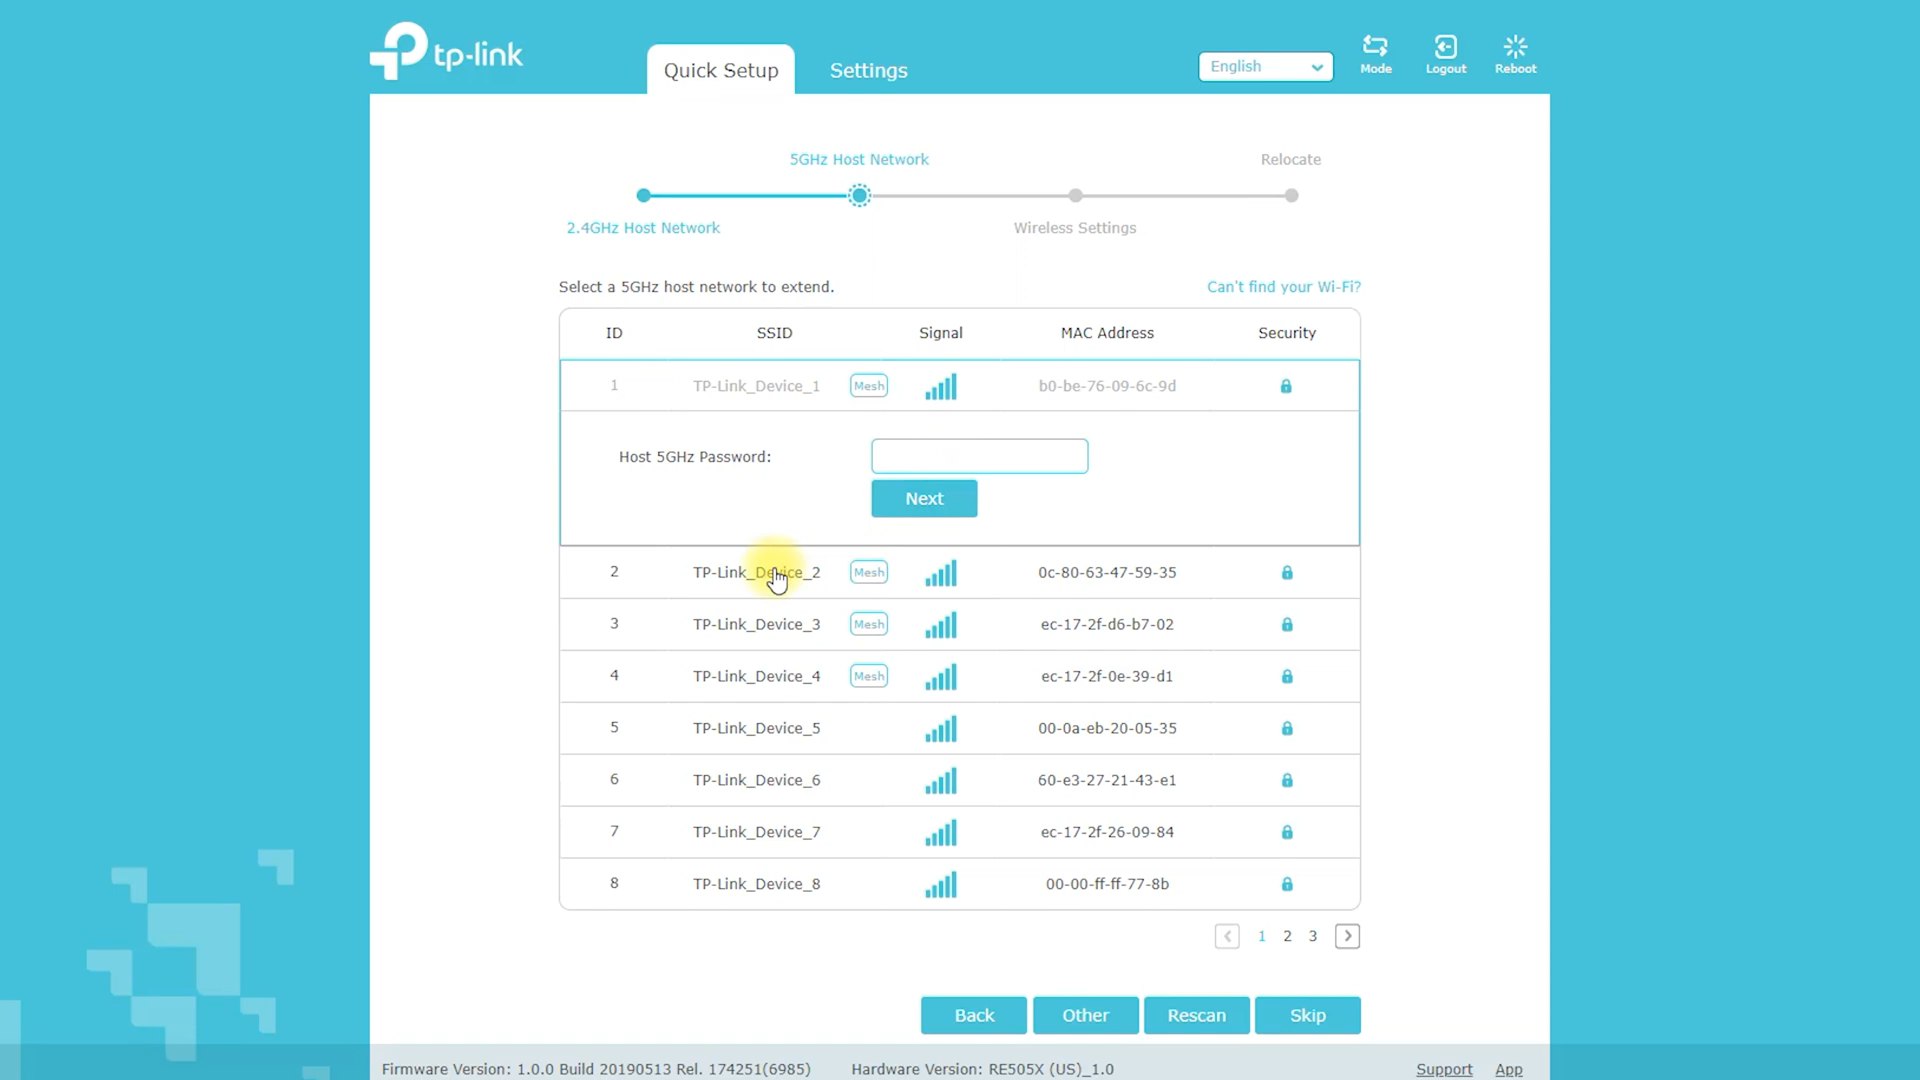 tp-link
Quick Setup
Settings
English
Mode
Logout
Reboot
5GHz Host Network
Relocate
2.4GHz Host Network
Wireless Settings
Select a 5GHz host network to extend.
Can't find your Wi-Fi?
ID SSID Signal MAC Address Security
1 TP-Link_Device_1 Mesh b0-be-76-09-6c-9d
Host 5GHz Password:
Next
2 TP-Link_Device_2 Mesh 0c-80-63-47-59-35
3 TP-Link_Device_3 Mesh ec-17-2f-d6-b7-02
4 TP-Link_Device_4 Mesh ec-17-2f-0e-39-d1
5 TP-Link_Device_5 00-0a-eb-20-05-35
6 TP-Link_Device_6 60-e3-27-21-43-e1
7 TP-Link_Device_7 ec-17-2f-26-09-84
8 TP-Link_Device_8 00-00-ff-ff-77-8b
1 2 3
Back Other Rescan Skip
Firmware Version: 1.0.0 Build 20190513 Rel. 174251(6985) Hardware Version: RE505X (US)_1.0 Support App